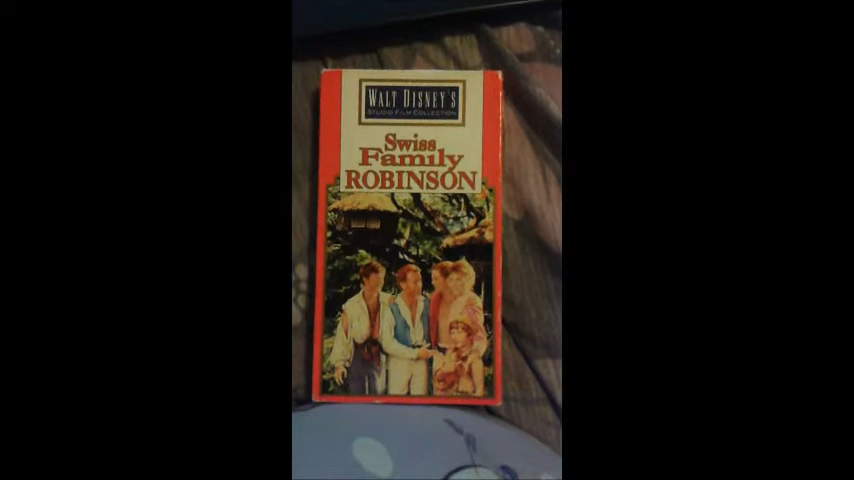 WALT DISNEY'S
STUDIO FILM COLLECTION
Swiss
Family
ROBINSON